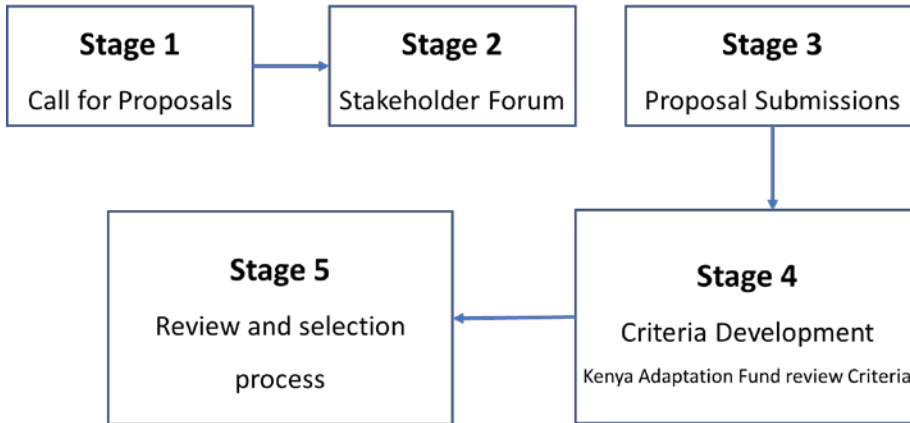 Stage 1
Call for Proposals
Stage 2
Stakeholder Forum
Stage 3
Proposal Submissions
Stage 4
Criteria Development
Kenya Adaptation Fund review Criteria
Stage 5
Review and selection
process